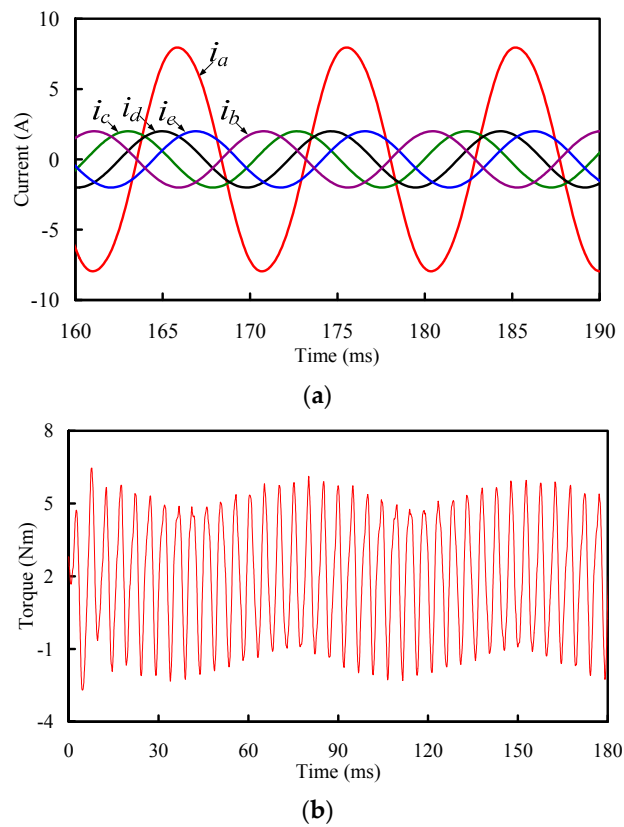 10
5
0
-5
-10
Current (A)
i_a
i_c i_d i_e i_b
160 165 170 175 180 185 190
Time (ms)
(a)
8
5
2
-1
-4
Torque (Nm)
0 30 60 90 120 150 180
Time (ms)
(b)